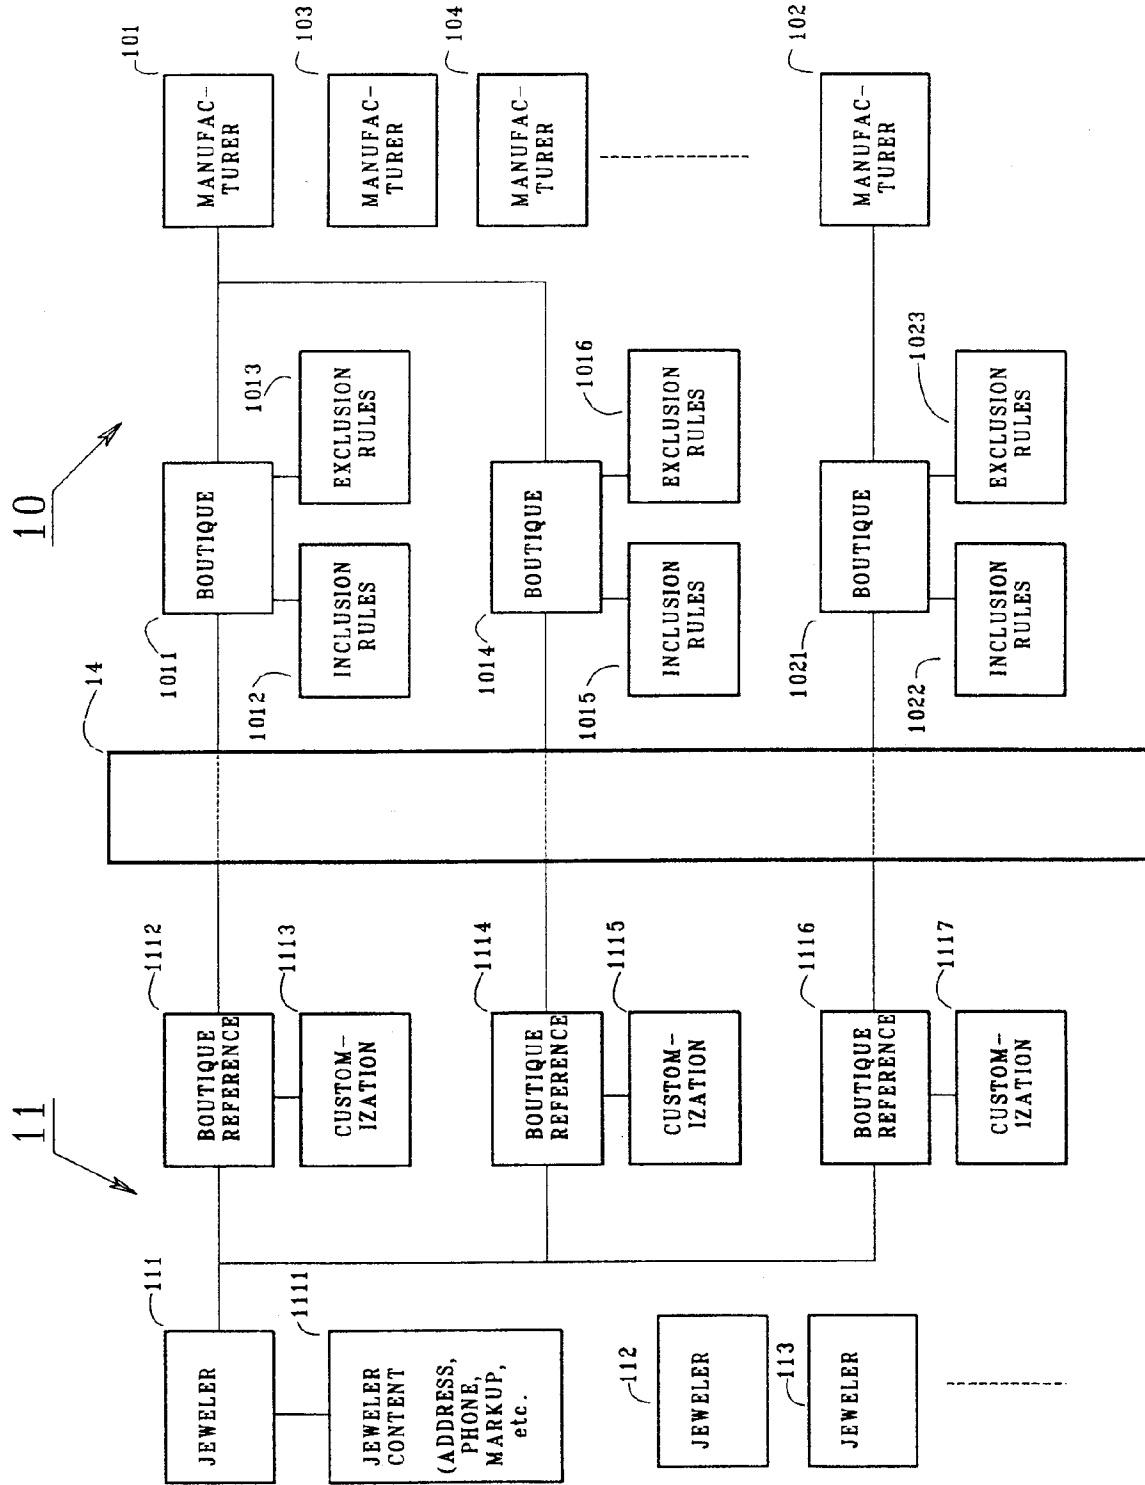 11
10
111
JEWELER
1111
JEWELER
CONTENT
(ADDRESS,
PHONE,
MARKUP,
etc.
112
JEWELER
113
JEWELER
1112
BOUTIQUE
REFERENCE
1113
CUSTOM-
IZATION
1114
BOUTIQUE
REFERENCE
1115
CUSTOM-
IZATION
1116
BOUTIQUE
REFERENCE
1117
CUSTOM-
IZATION
14
1011
BOUTIQUE
1012
INCLUSION
RULES
1013
EXCLUSION
RULES
1014
BOUTIQUE
1015
INCLUSION
RULES
1016
EXCLUSION
RULES
1021
BOUTIQUE
1022
INCLUSION
RULES
1023
EXCLUSION
RULES
101
MANUFAC-
TURER
103
MANUFAC-
TURER
104
MANUFAC-
TURER
102
MANUFAC-
TURER